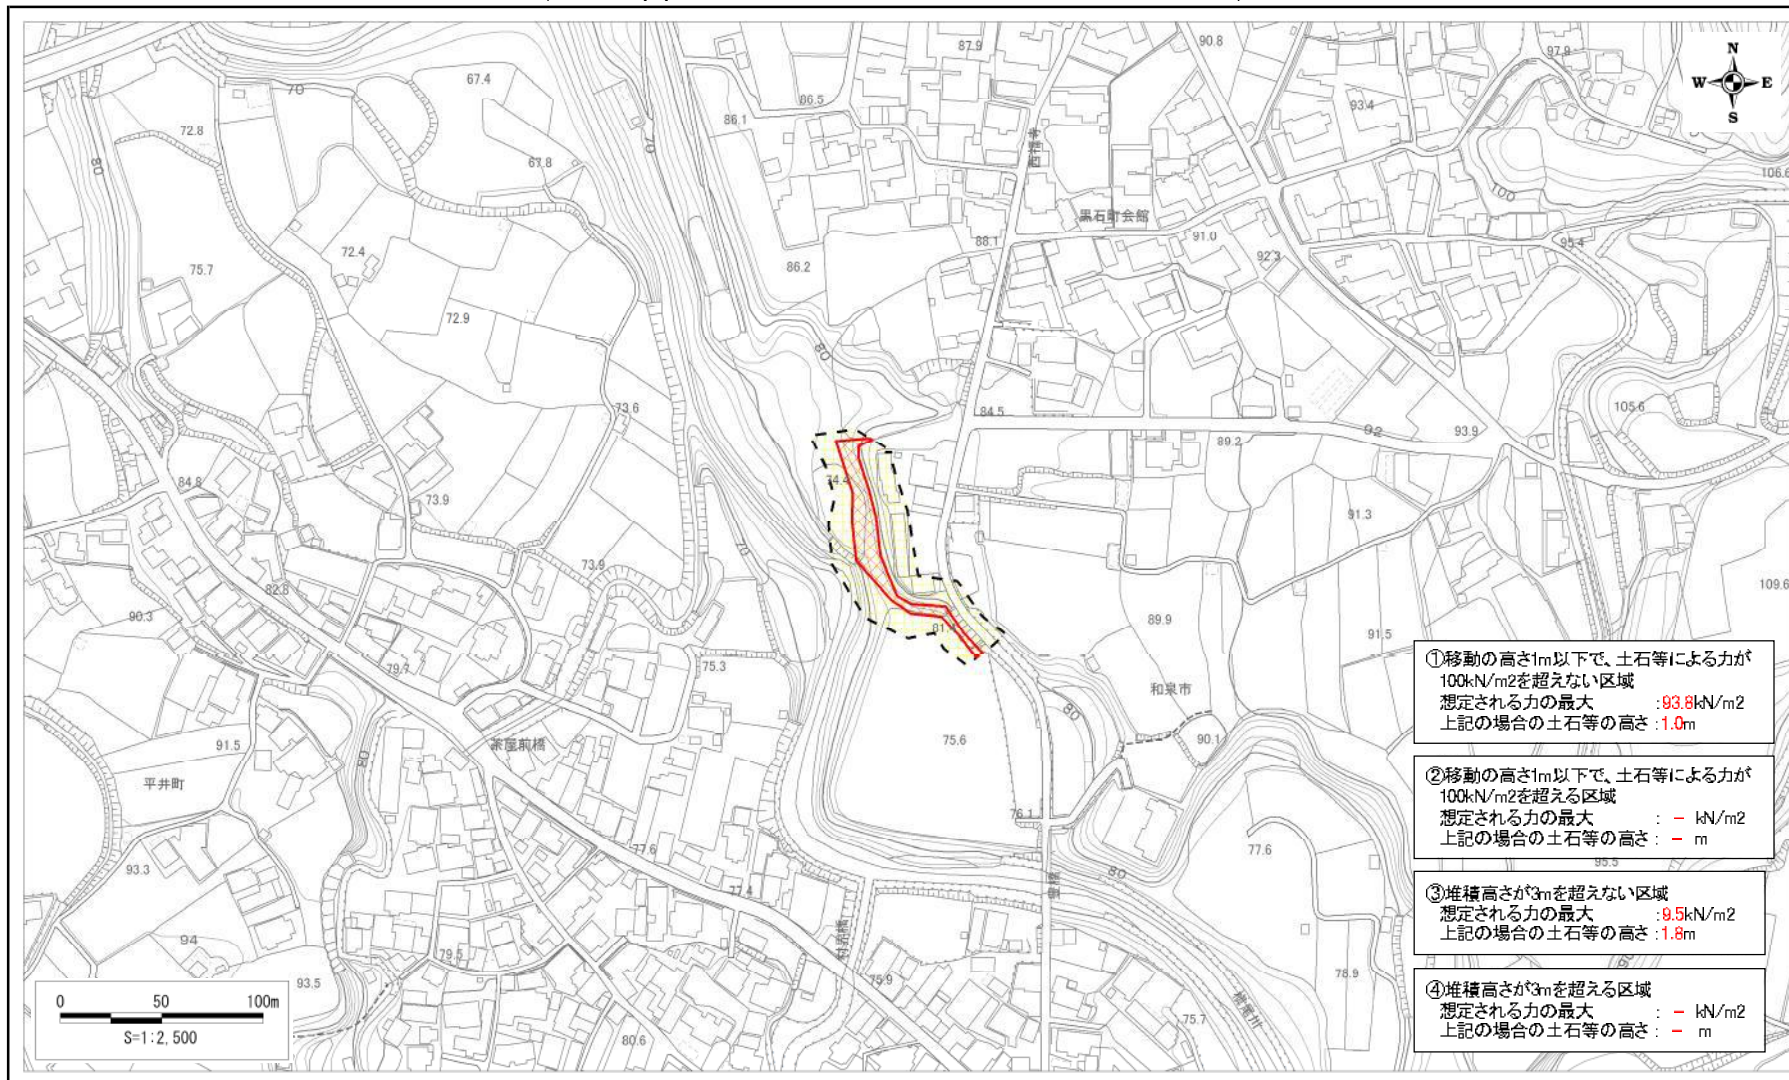 N
W E
S
87.9
90.8
97.9
67.4
70
86.5
86.1
93.4
72.8
70
80
67.8
西福寺
106.6
100
黒石町会館
72.4
88.1
91.0
95.4
75.7
86.2
92.3
72.9
80
73.6
84.5
105.6
92
93.9
89.2
74.4
84.8
73.9
91.3
70
73.9
82.8
109.6
90.3
89.9
81.4
91.5
79.7
75.3
和泉市
80
91.5
茶屋前橋
75.6
90.1
平井町
80
76.1
77.6
77.6
80
95.5
93.3
77.4
94
79.5
75.9
78.9
93.5
槇尾川
75.7
80.6
90
①移動の高さ1m以下で、土石等による力が
100kN/m2を超えない区域
想定される力の最大 :93.8kN/m2
上記の場合の土石等の高さ:1.0m
②移動の高さ1m以下で、土石等による力が
100kN/m2を超える区域
想定される力の最大 : − kN/m2
上記の場合の土石等の高さ: − m
③堆積高さが3mを超えない区域
想定される力の最大 :9.5kN/m2
上記の場合の土石等の高さ:1.8m
④堆積高さが3mを超える区域
想定される力の最大 : − kN/m2
上記の場合の土石等の高さ: − m
0 50 100m
S=1:2,500